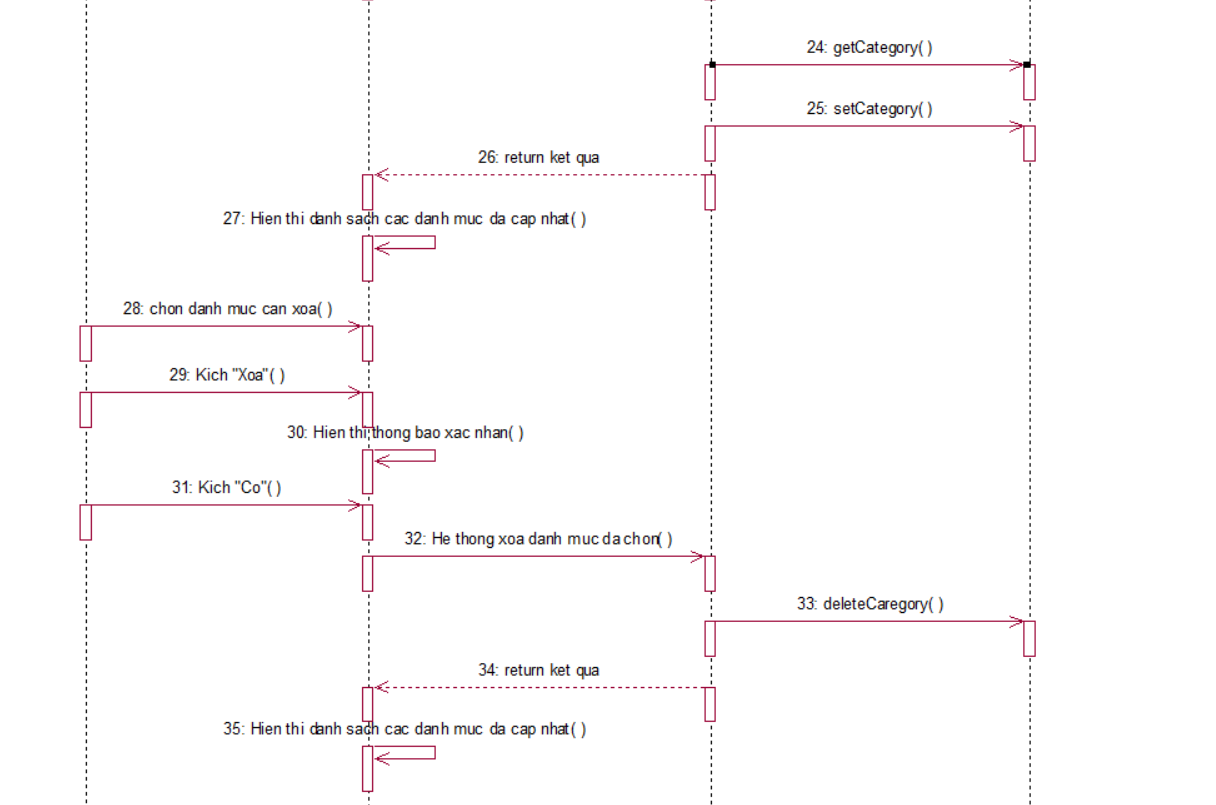 24: getCategory( )
25: setCategory( )
26: return ket qua
27: Hien thi danh sach cac danh muc da cap nhat( )
28: chon danh muc can xoa( )
29: Kich "Xoa"( )
30: Hien thi thong bao xac nhan( )
31: Kich "Co"( )
32: He thong xoa danh muc da chon( )
33: deleteCaregory( )
34: return ket qua
35: Hien thi danh sach cac danh muc da cap nhat( )